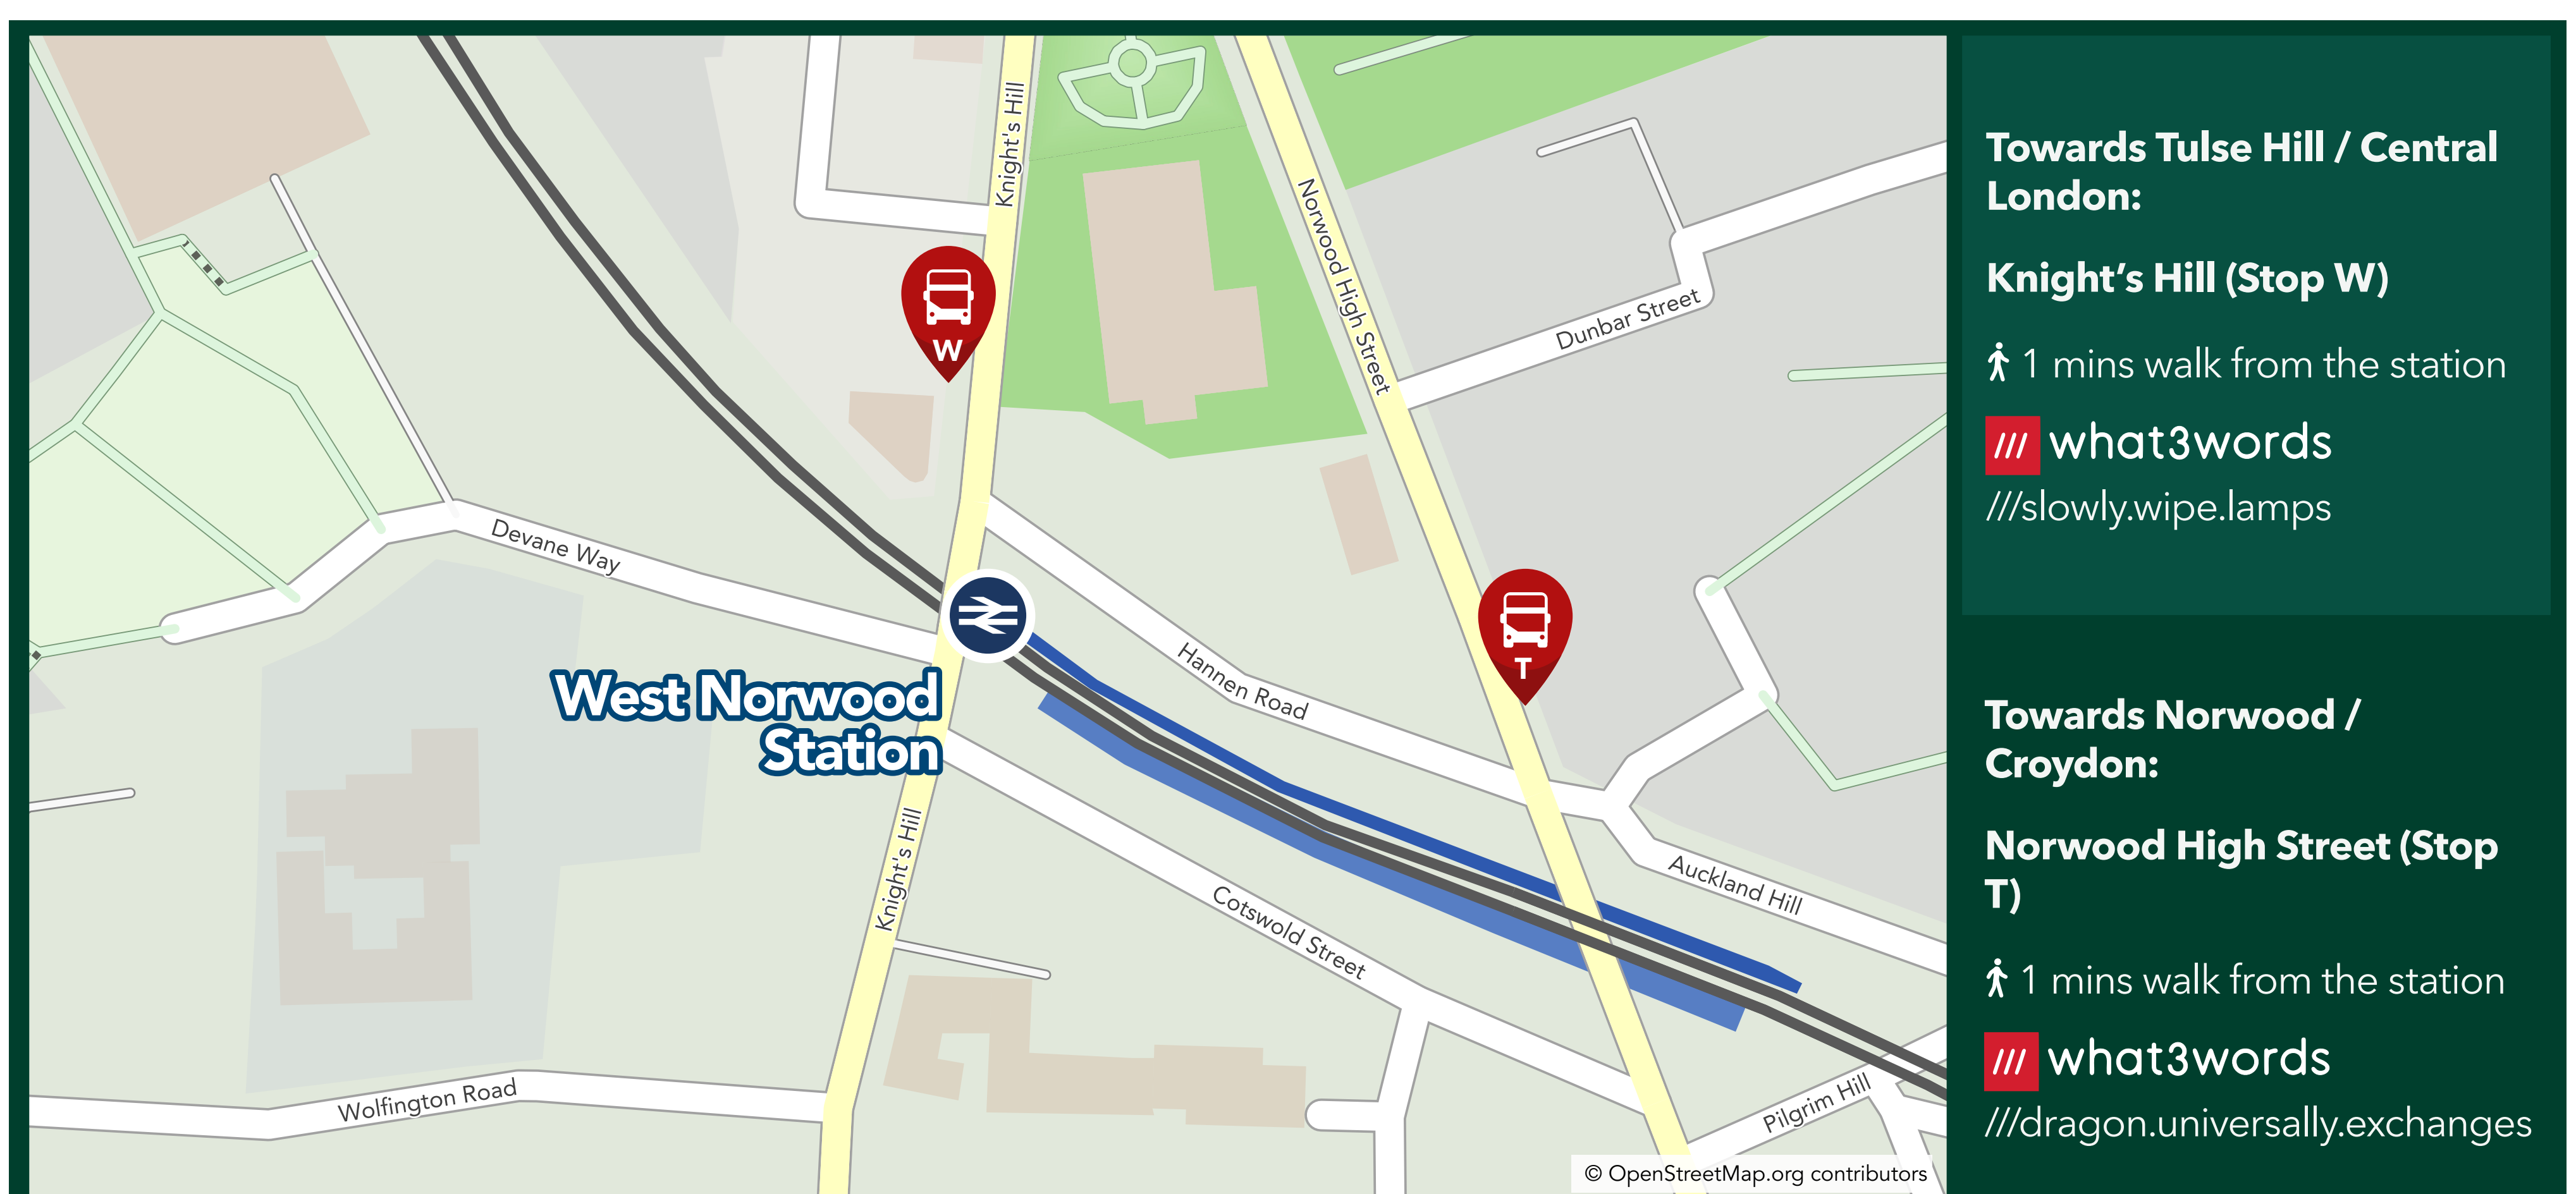 Knight's Hill
Norwood High Street
W
Dunbar Street
Devane Way
T
Hannen Road
West Norwood
Station
Knight's Hill
Auckland Hill
Cotswold Street
Wolfington Road
Pilgrim Hill
© OpenStreetMap.org contributors
Towards Tulse Hill / Central
London:
Knight’s Hill (Stop W)
1 mins walk from the station
/// what3words
///slowly.wipe.lamps
Towards Norwood /
Croydon:
Norwood High Street (Stop
T)
1 mins walk from the station
/// what3words
///dragon.universally.exchanges